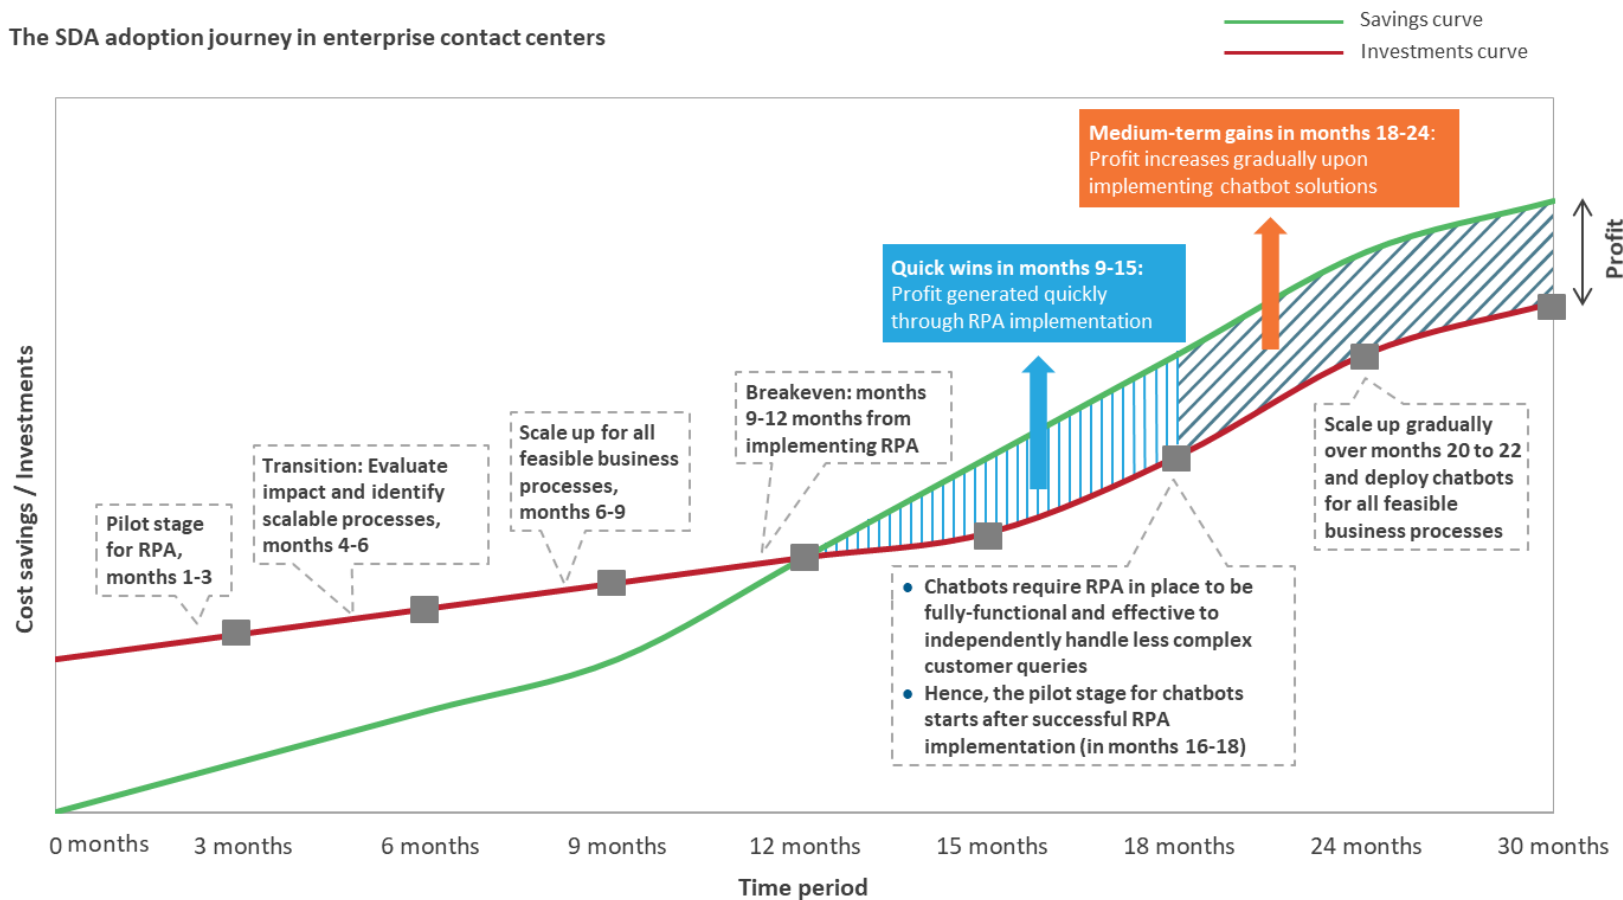 The SDA adoption journey in enterprise contact centers
Savings curve
Investments curve
Medium-term gains in months 18-24:
Profit increases gradually upon
implementing chatbot solutions
Quick wins in months 9-15:
Profit generated quickly
through RPA implementation
Profit
Breakeven: months
9-12 months from
implementing RPA
Scale up for all
feasible business
processes,
months 6-9
Transition: Evaluate
impact and identify
scalable processes,
months 4-6
Pilot stage
for RPA,
months 1-3
Scale up gradually
over months 20 to 22
and deploy chatbots
for all feasible
business processes
• Chatbots require RPA in place to be
fully-functional and effective to
independently handle less complex
customer queries
• Hence, the pilot stage for chatbots
starts after successful RPA
implementation (in months 16-18)
Cost savings / Investments
0 months
3 months
6 months
9 months
12 months
15 months
18 months
24 months
30 months
Time period